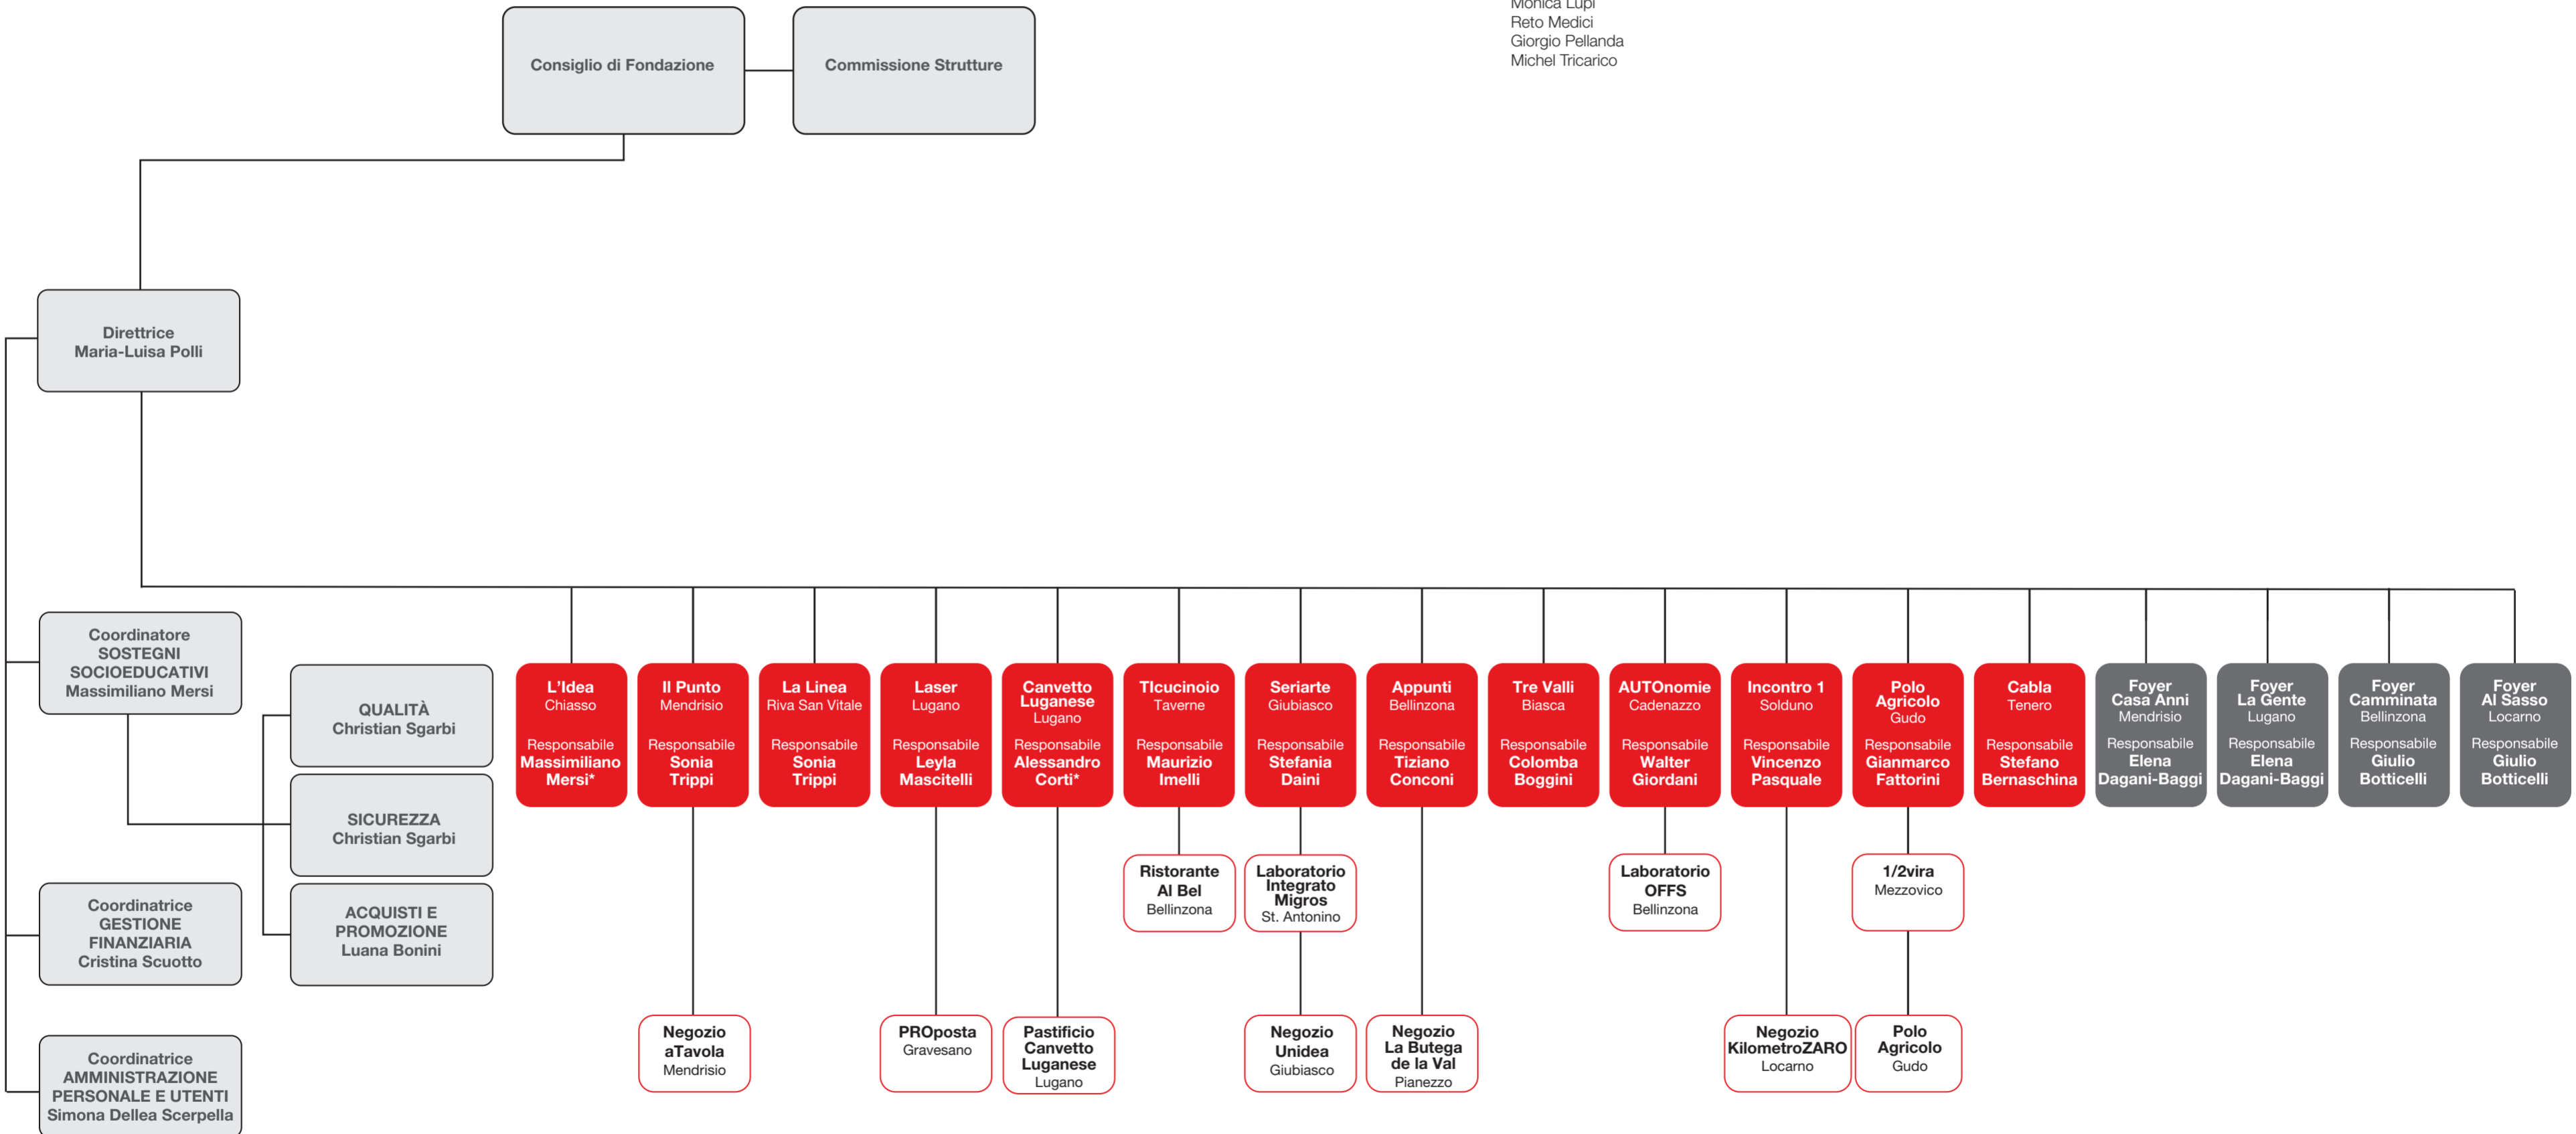 Monica Lupi
Reto Medici
Giorgio Pellanda
Michel Tricarico
Consiglio di Fondazione
Commissione Strutture
Direttrice
Maria-Luisa Polli
Coordinatore
SOSTEGNI
SOCIOEDUCATIVI
Massimiliano Mersi
QUALITÀ
Christian Sgarbi
SICUREZZA
Christian Sgarbi
ACQUISTI E
PROMOZIONE
Luana Bonini
Coordinatrice
GESTIONE
FINANZIARIA
Cristina Scuotto
Coordinatrice
AMMINISTRAZIONE
PERSONALE E UTENTI
Simona Dellea Scerpella
L'Idea
Chiasso
Responsabile
Massimiliano
Mersi*
Il Punto
Mendrisio
Responsabile
Sonia
Trippi
La Linea
Riva San Vitale
Responsabile
Sonia
Trippi
Laser
Lugano
Responsabile
Leyla
Mascitelli
Canvetto
Luganese
Lugano
Responsabile
Alessandro
Corti*
TIcucinoio
Taverne
Responsabile
Maurizio
Imelli
Seriarte
Giubiasco
Responsabile
Stefania
Daini
Appunti
Bellinzona
Responsabile
Tiziano
Conconi
Tre Valli
Biasca
Responsabile
Colomba
Boggini
AUTOnomie
Cadenazzo
Responsabile
Walter
Giordani
Incontro 1
Solduno
Responsabile
Vincenzo
Pasquale
Polo
Agricolo
Gudo
Responsabile
Gianmarco
Fattorini
Cabla
Tenero
Responsabile
Stefano
Bernaschina
Foyer
Casa Anni
Mendrisio
Responsabile
Elena
Dagani-Baggi
Foyer
La Gente
Lugano
Responsabile
Elena
Dagani-Baggi
Foyer
Camminata
Bellinzona
Responsabile
Giulio
Botticelli
Foyer
Al Sasso
Locarno
Responsabile
Giulio
Botticelli
Ristorante
Al Bel
Bellinzona
Laboratorio
Integrato
Migros
St. Antonino
Laboratorio
OFFS
Bellinzona
1/2vira
Mezzovico
Negozio
aTavola
Mendrisio
PROposta
Gravesano
Pastificio
Canvetto
Luganese
Lugano
Negozio
Unidea
Giubiasco
Negozio
La Butega
de la Val
Pianezzo
Negozio
KilometroZARO
Locarno
Polo
Agricolo
Gudo